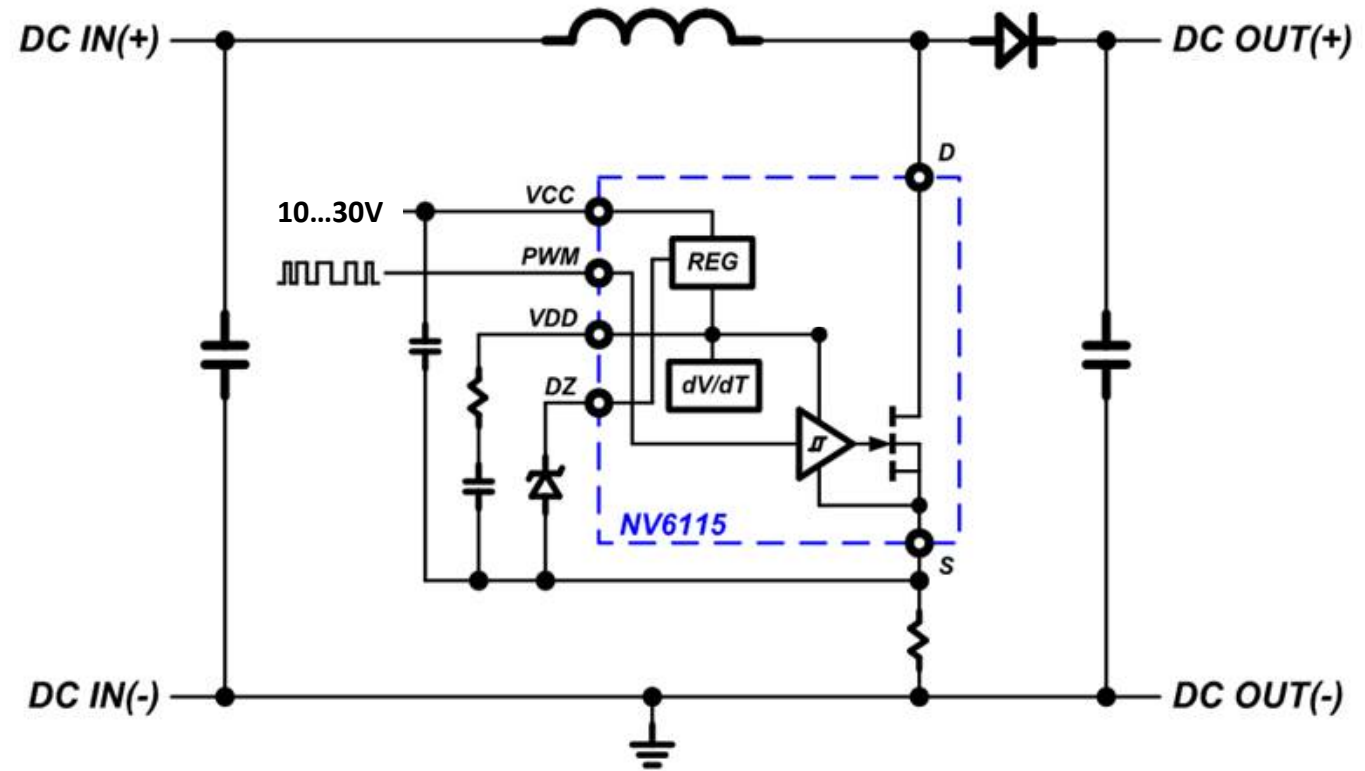 DC IN(+)
DC OUT(+)
D
VCC
10...30V
PWM
REG
VDD
dV/dT
DZ
NV6115
S
DC IN(-)
DC OUT(-)